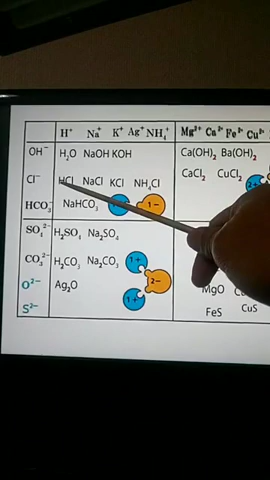 H⁺ Na⁺ K⁺ Ag⁺ NH₄⁺ Mg²⁺ Ca²⁺ Fe²⁺ Cu²⁺
OH⁻ H₂O NaOH KOH Ca(OH)₂ Ba(OH)₂
Cl⁻ HCl NaCl KCl NH₄Cl CaCl₂ CuCl₂
2+
HCO₃⁻ NaHCO₃ 1−
SO₄²⁻ H₂SO₄ Na₂SO₄
CO₃²⁻ H₂CO₃ Na₂CO₃ 1+
O²⁻ Ag₂O 2− MgO
1+
S²⁻ FeS CuS